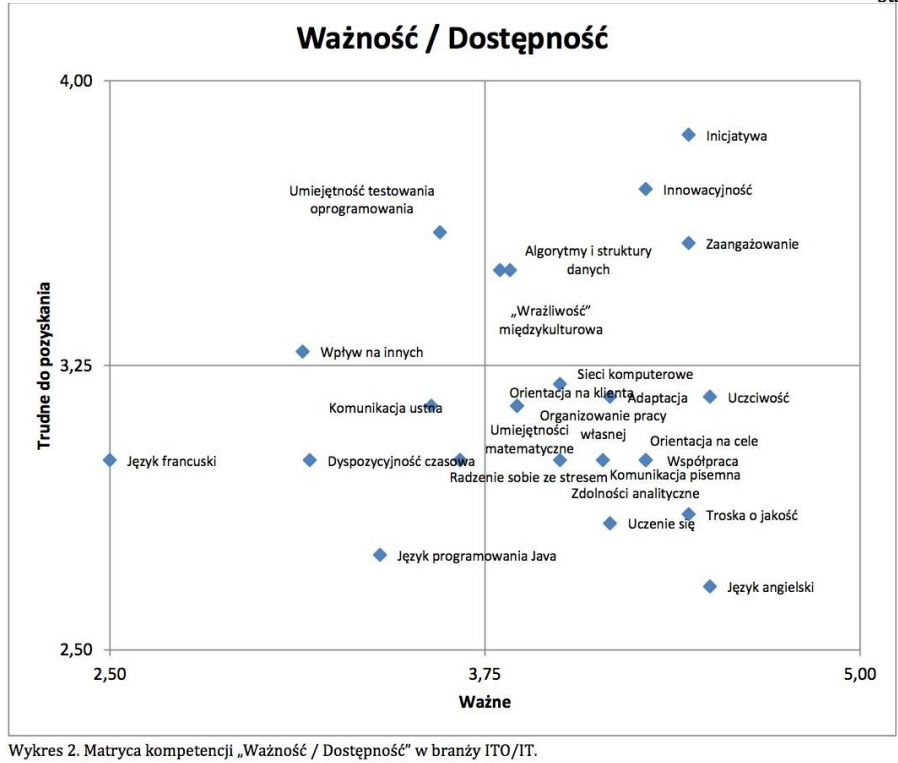 Ważność / Dostępność
4,00
Inicjatywa
Umiejętność testowania
oprogramowania
Innowacyjność
Algorytmy i struktury
danych
Zaangażowanie
„Wrażliwość”
międzykulturowa
Trudne do pozyskania
Wpływ na innych
3,25
Sieci komputerowe
Orientacja na klienta
Adaptacja
Uczciwość
Komunikacja ustna
Organizowanie pracy
własnej
Umiejętności
matematyczne
Orientacja na cele
Język francuski
Dyspozycyjność czasowa
Współpraca
Radzenie sobie ze stresem
Komunikacja pisemna
Zdolności analityczne
Troska o jakość
Uczenie się
Język programowania Java
Język angielski
2,50
2,50
3,75
5,00
Ważne
Wykres 2. Matryca kompetencji „Ważność / Dostępność” w branży ITO/IT.